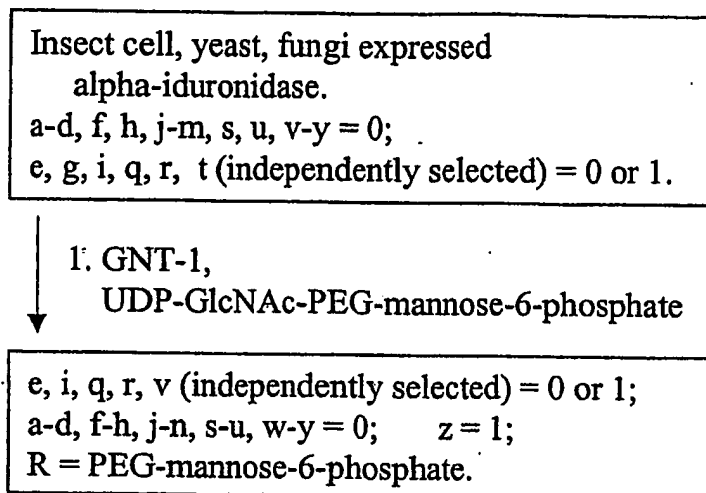 Insect cell, yeast, fungi expressed
alpha-iduronidase.
a-d, f, h, j-m, s, u, v-y = 0;
e, g, i, q, r, t (independently selected) = 0 or 1.
1. GNT-1,
UDP-GlcNAc-PEG-mannose-6-phosphate
e, i, q, r, v (independently selected) = 0 or 1;
a-d, f-h, j-n, s-u, w-y = 0; z = 1;
R = PEG-mannose-6-phosphate.